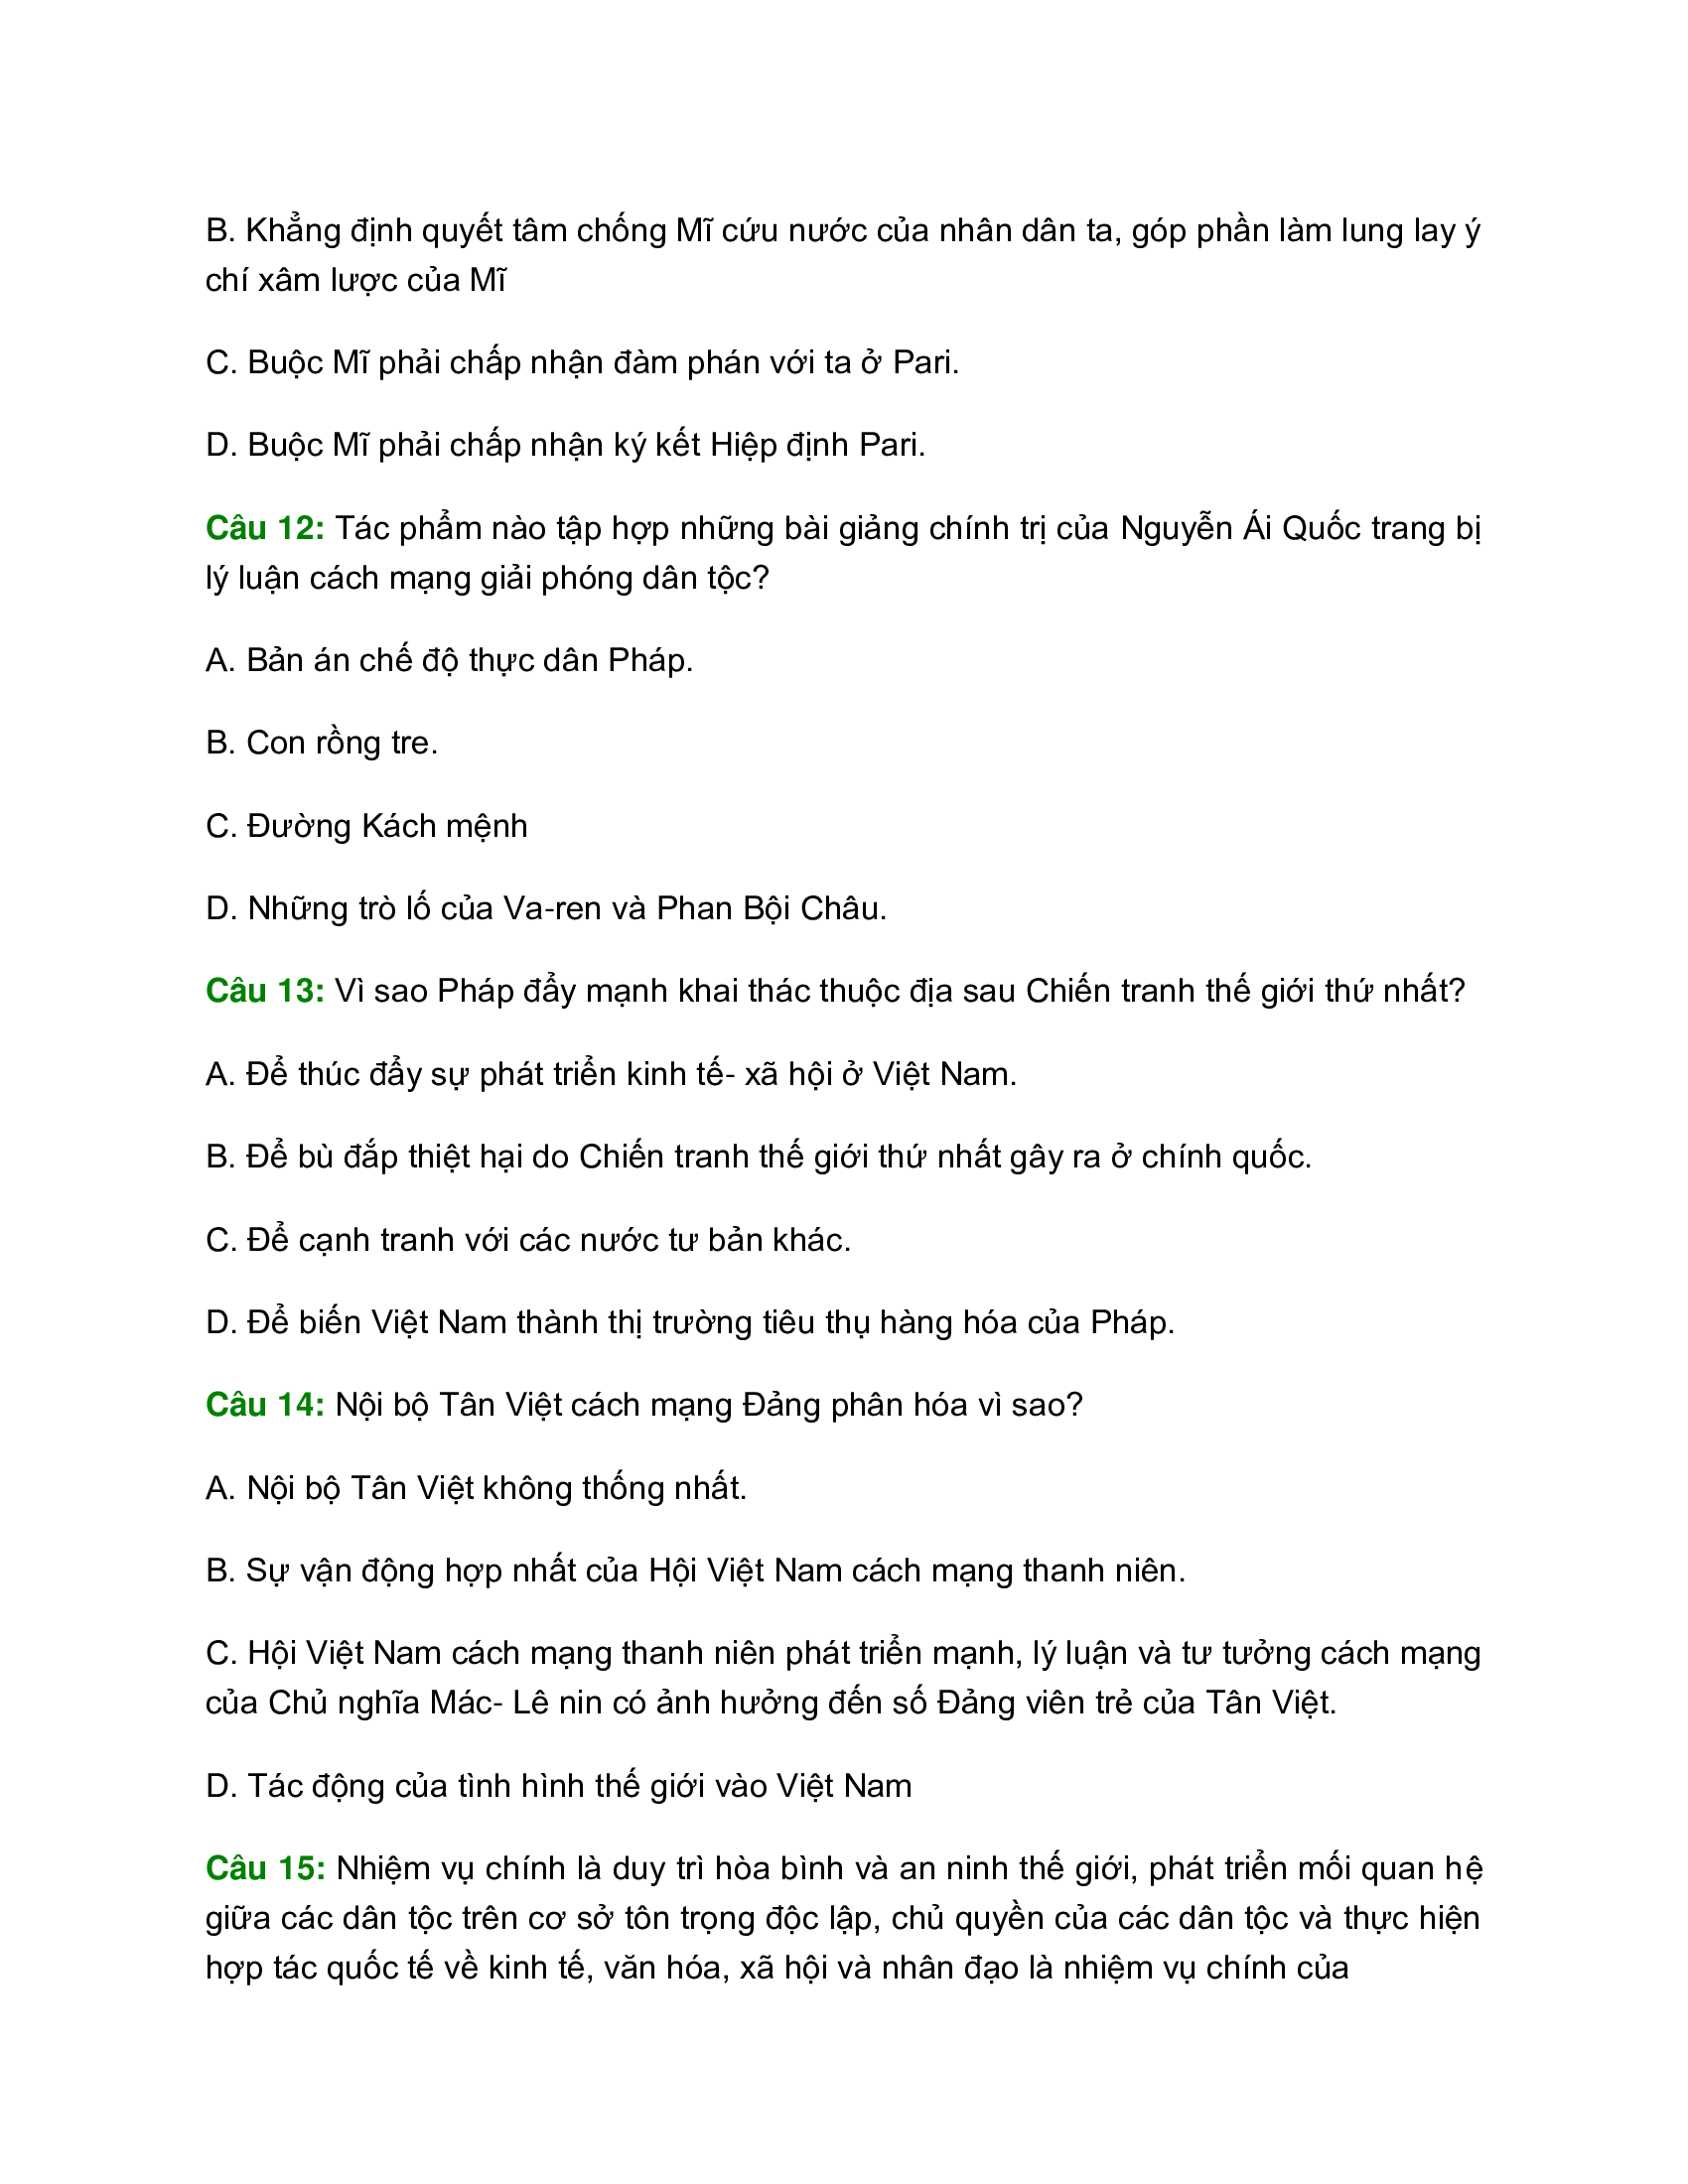 B. Khẳng định quyết tâm chống Mĩ cứu nước của nhân dân ta, góp phần làm lung lay ý
chí xâm lược của Mĩ
C. Buộc Mĩ phải chấp nhận đàm phán với ta ở Pari.
D. Buộc Mĩ phải chấp nhận ký kết Hiệp định Pari.
Câu 12: Tác phẩm nào tập hợp những bài giảng chính trị của Nguyễn Ái Quốc trang bị
lý luận cách mạng giải phóng dân tộc?
A. Bản án chế độ thực dân Pháp.
B. Con rồng tre.
C. Đường Kách mệnh
D. Những trò lố của Va-ren và Phan Bội Châu.
Câu 13: Vì sao Pháp đẩy mạnh khai thác thuộc địa sau Chiến tranh thế giới thứ nhất?
A. Để thúc đẩy sự phát triển kinh tế- xã hội ở Việt Nam.
B. Để bù đắp thiệt hại do Chiến tranh thế giới thứ nhất gây ra ở chính quốc.
C. Để cạnh tranh với các nước tư bản khác.
D. Để biến Việt Nam thành thị trường tiêu thụ hàng hóa của Pháp.
Câu 14: Nội bộ Tân Việt cách mạng Đảng phân hóa vì sao?
A. Nội bộ Tân Việt không thống nhất.
B. Sự vận động hợp nhất của Hội Việt Nam cách mạng thanh niên.
C. Hội Việt Nam cách mạng thanh niên phát triển mạnh, lý luận và tư tưởng cách mạng
của Chủ nghĩa Mác- Lê nin có ảnh hưởng đến số Đảng viên trẻ của Tân Việt.
D. Tác động của tình hình thế giới vào Việt Nam
Câu 15: Nhiệm vụ chính là duy trì hòa bình và an ninh thế giới, phát triển mối quan hệ
giữa các dân tộc trên cơ sở tôn trọng độc lập, chủ quyền của các dân tộc và thực hiện
hợp tác quốc tế về kinh tế, văn hóa, xã hội và nhân đạo là nhiệm vụ chính của